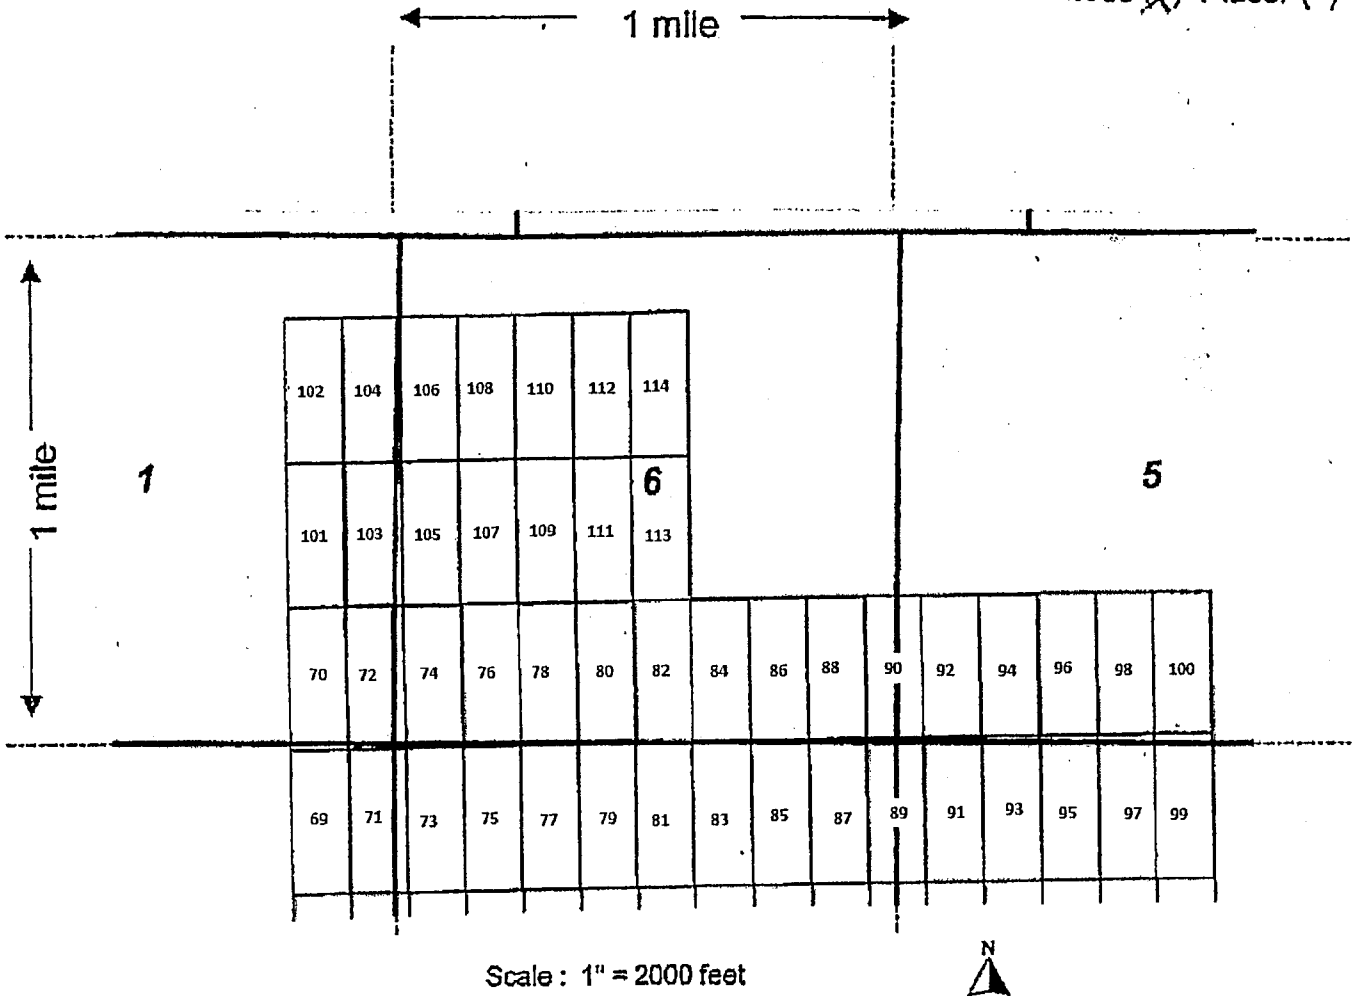 1 mile
102 104 106 108 110 112 114
1 mile
1 6 5
101 103 105 107 109 111 113
70 72 74 76 78 80 82 84 86 88 90 92 94 96 98 100
69 71 73 75 77 79 81 83 85 87 89 91 93 95 97 99
N
Scale : 1" = 2000 feet